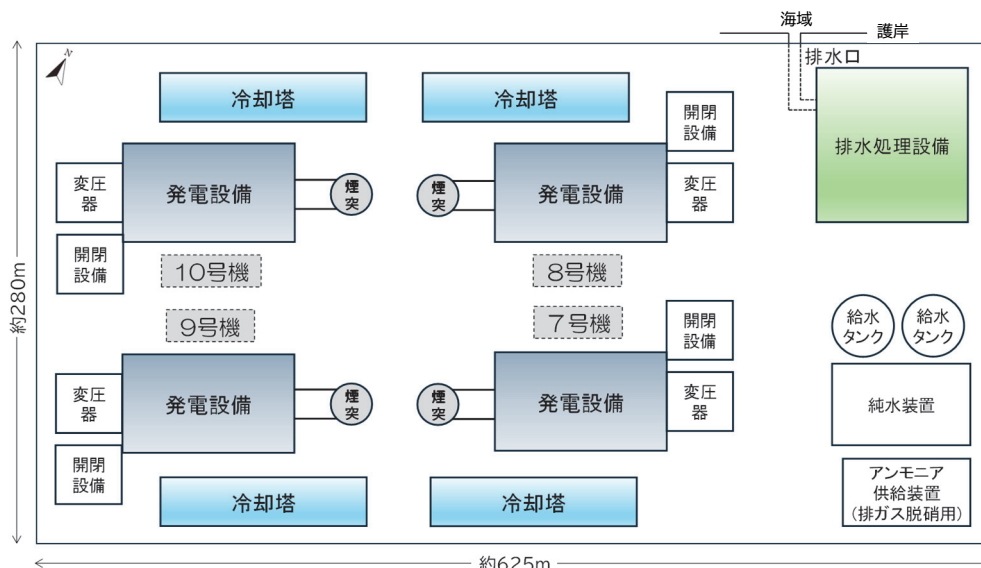 海域
護岸
排水口
N
冷却塔
冷却塔
開閉
設備
排水処理設備
変圧
器
発電設備
煙
突
煙
突
発電設備
変圧
器
開閉
設備
10号機
8号機
約280m
9号機
7号機
開閉
設備
給水
タンク
給水
タンク
変圧
器
発電設備
煙
突
煙
突
発電設備
変圧
器
純水装置
開閉
設備
冷却塔
冷却塔
アンモニア
供給装置
(排ガス脱硝用)
約625m